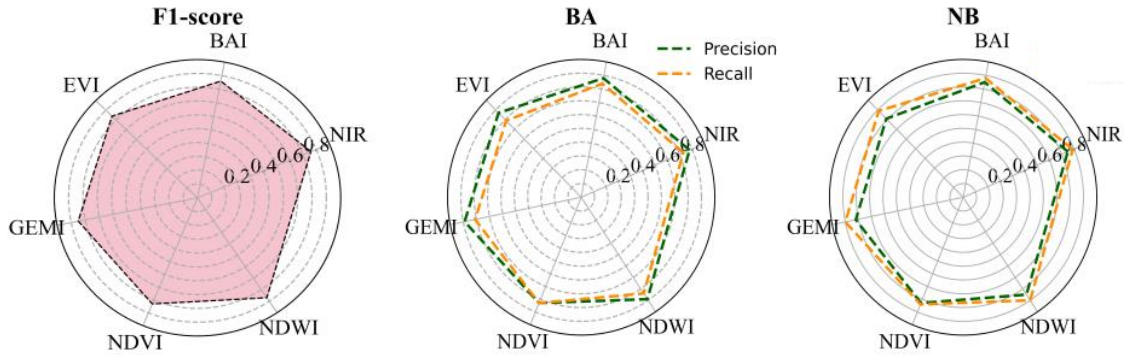 F1-score
BAI
EVI
NIR
0.2 0.4 0.6 0.8
GEMI
NDVI
NDWI
BA
BAI
EVI
NIR
0.2 0.4 0.6 0.8
GEMI
NDVI
NDWI
Precision
Recall
NB
BAI
EVI
NIR
0.2 0.4 0.6 0.8
GEMI
NDVI
NDWI